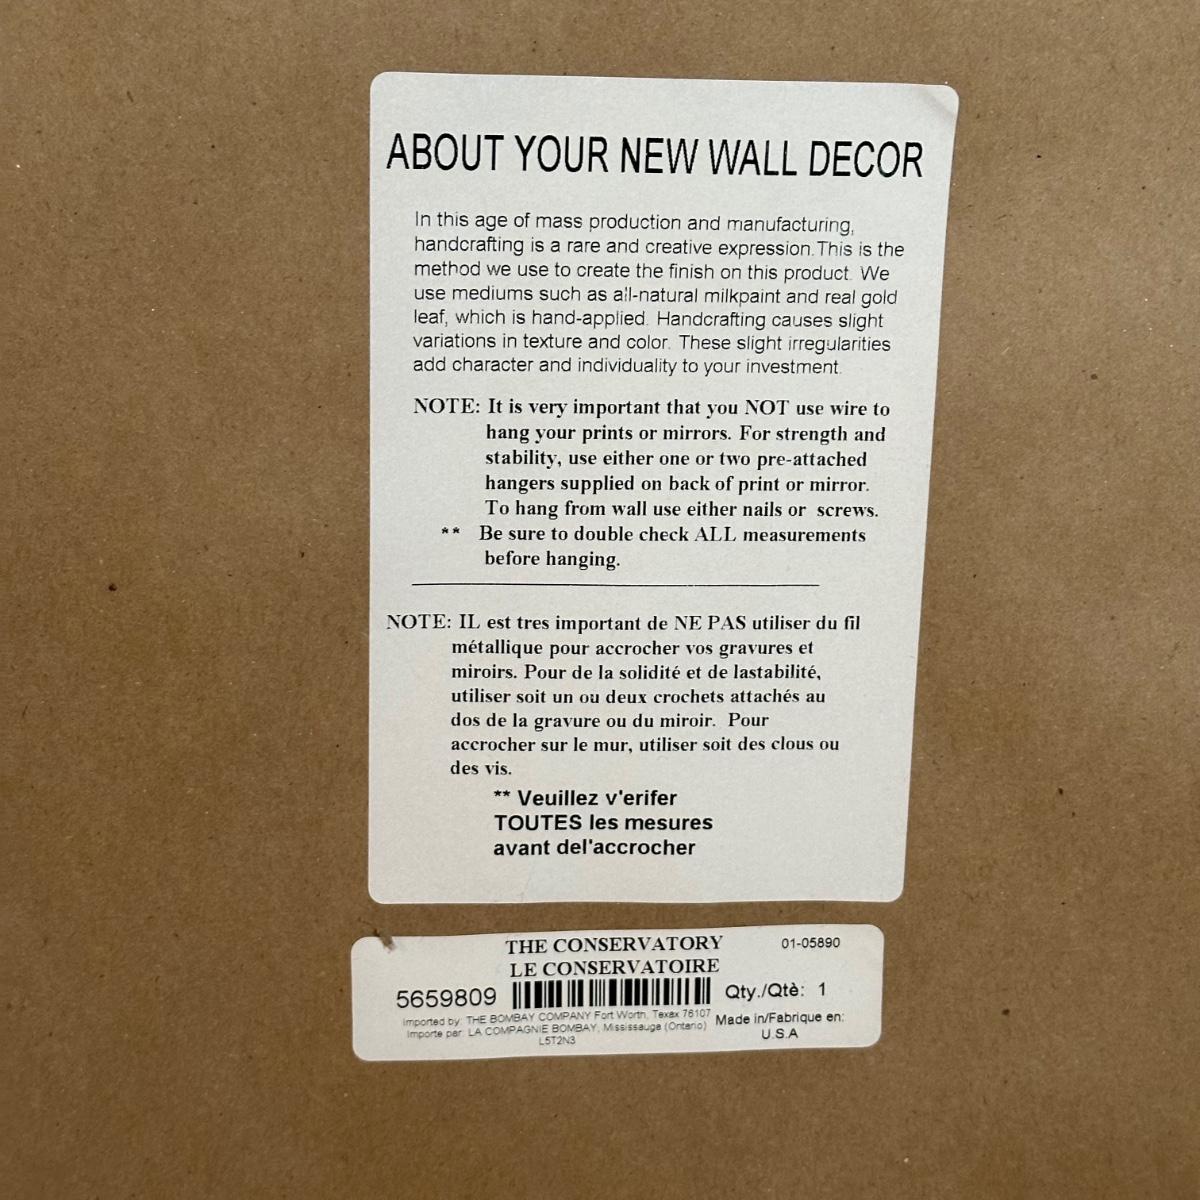 ABOUT YOUR NEW WALL DECOR
In this age of mass production and manufacturing,
handcrafting is a rare and creative expression. This is the
method we use to create the finish on this product. We
use mediums such as all-natural milkpaint and real gold
leaf, which is hand-applied. Handcrafting causes slight
variations in texture and color. These slight irregularities
add character and individuality to your investment.
NOTE: It is very important that you NOT use wire to
hang your prints or mirrors. For strength and
stability, use either one or two pre-attached
hangers supplied on back of print or mirror.
To hang from wall use either nails or screws.
** Be sure to double check ALL measurements
before hanging.
NOTE: IL est tres important de NE PAS utiliser du fil
métallique pour accrocher vos gravures et
miroirs. Pour de la solidité et de lastabilité,
utiliser soit un ou deux crochets attachés au
dos de la gravure ou du miroir. Pour
accrocher sur le mur, utiliser soit des clous ou
des vis.
** Veuillez v'erifer
TOUTES les mesures
avant del'accrocher
THE CONSERVATORY 01-05890
LE CONSERVATOIRE
5659809 Qty./Qtè: 1
Imported by: THE BOMBAY COMPANY Fort Worth, Texax 76107
Importe par: LA COMPAGNIE BOMBAY, Mississauga (Ontario)
L5T2N3
Made in/Fabrique en:
U.S.A